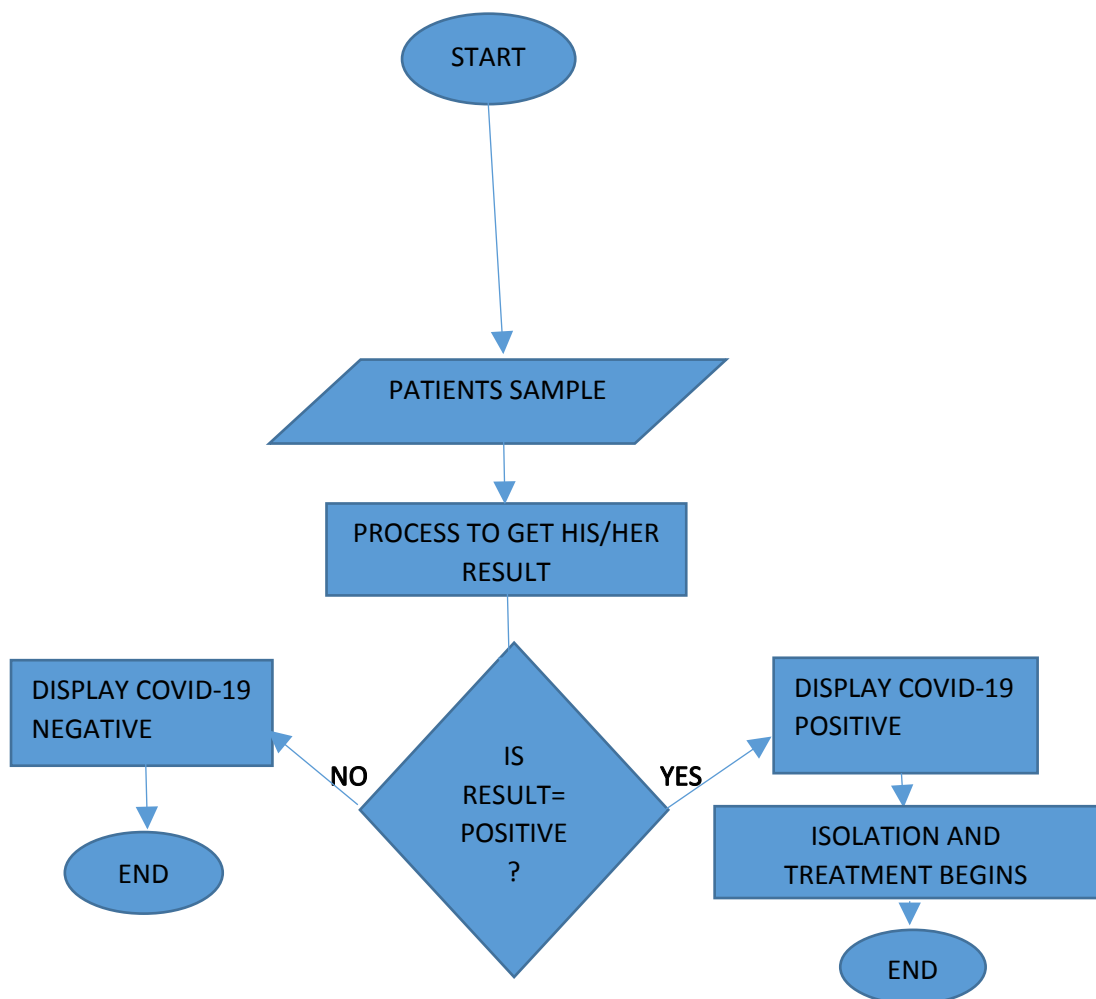 START
PATIENTS SAMPLE
PROCESS TO GET HIS/HER
RESULT
IS
RESULT=
POSITIVE
?
NO
YES
DISPLAY COVID-19
NEGATIVE
END
DISPLAY COVID-19
POSITIVE
ISOLATION AND
TREATMENT BEGINS
END